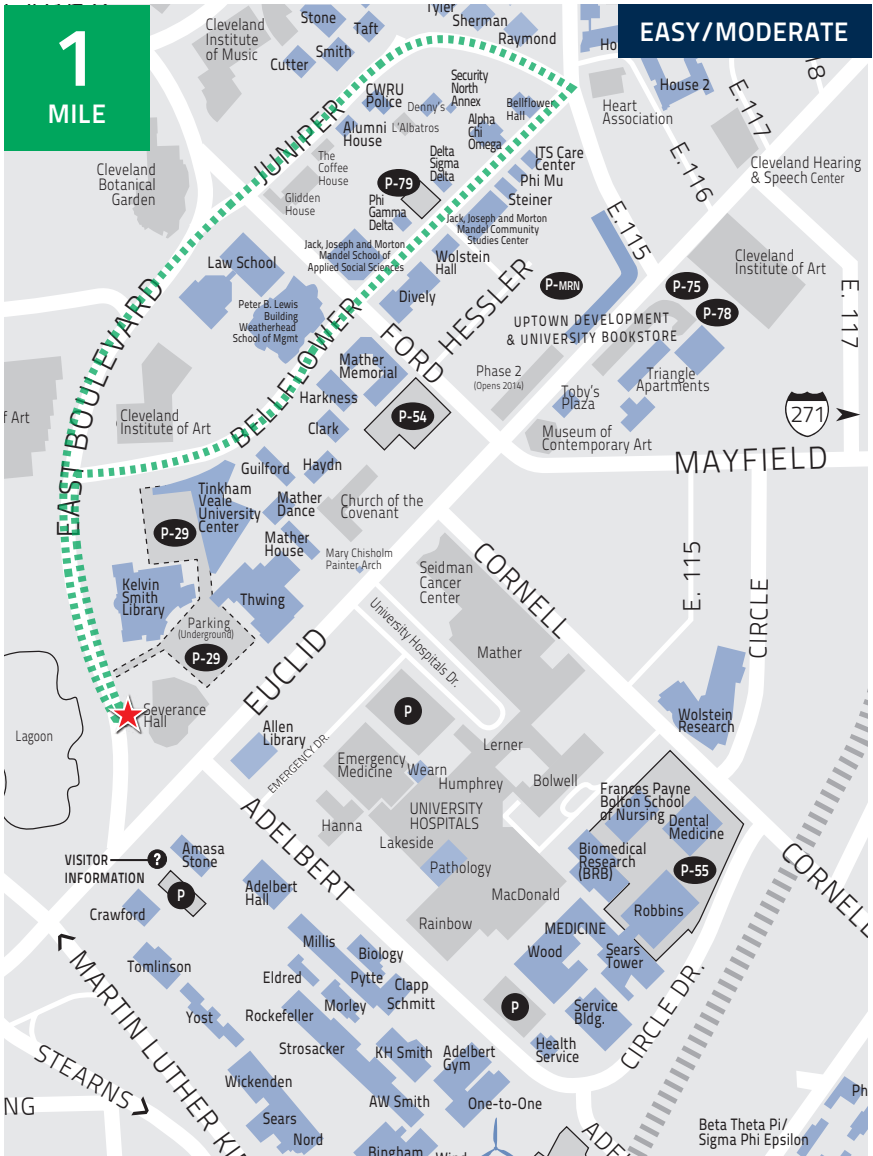 1
MILE
EASY/MODERATE
Cleveland
Institute
of Music
Stone
Taft
Tyler
Sherman
Smith
Cutter
Raymond
Ho
House 2
18
E. 117
Heart
Association
E. 116
Cleveland Hearing
& Speech Center
JUNIPER
CWRU
Police
Security
North
Annex
Denny's
Bellflower
Hall
Alumni
House
L'Albatros
Alpha
Chi
Omega
The
Coffee
House
Delta
Sigma
Delta
ITS Care
Center
Phi Mu
Steiner
P-79
Glidden
House
Phi
Gamma
Delta
Jack, Joseph and Morton
Mandel Community
Studies Center
Cleveland
Botanical
Garden
Jack, Joseph and Morton
Mandel School of
Applied Social Sciences
Wolstein
Hall
E. 115
Cleveland
Institute of Art
Law School
Dively
HESSLER
P-MRN
P-75
P-78
E. 117
Peter B. Lewis
Building
Weatherhead
School of Mgmt
UPTOWN DEVELOPMENT
& UNIVERSITY BOOKSTORE
EAST BOULEVARD
BELLFLOWER
FORD
Mather
Memorial
Phase 2
(Opens 2014)
Triangle
Apartments
Toby's
Plaza
Harkness
P-54
271
f Art
Cleveland
Institute of Art
Clark
Museum of
Contemporary Art
MAYFIELD
Guilford
Haydn
Tinkham
Veale
University
Center
Mather
Dance
Church of the
Covenant
P-29
Mather
House
Mary Chisholm
Painter Arch
CORNELL
E. 115
CIRCLE
Seidman
Cancer
Center
Kelvin
Smith
Library
Thwing
Parking
(Underground)
P-29
University Hospitals Dr.
Mather
EUCLID
Severance
Hall
P
Lagoon
Allen
Library
EMERGENCY DR.
Wolstein
Research
Lerner
Emergency
Medicine
Wearn
Humphrey
Bolwell
Frances Payne
Bolton School
of Nursing
ADELBERT
Hanna
UNIVERSITY
HOSPITALS
Dental
Medicine
Lakeside
VISITOR
INFORMATION
?
Amasa
Stone
Pathology
Biomedical
Research
(BRB)
P-55
CORNELL
P
Adelbert
Hall
MacDonald
Crawford
Robbins
Rainbow
MEDICINE
Millis
Wood
Sears
Tower
Biology
Tomlinson
Eldred
Pytte
Clapp
Schmitt
MARTIN LUTHER KI
Yost
Rockefeller
Morley
P
Service
Bldg.
CIRCLE DR.
Strosacker
KH Smith
Adelbert
Gym
Health
Service
STEARNS
Wickenden
NG
AW Smith
One-to-One
Sears
Nord
Bingham
Wind
ADEL
Ph
Beta Theta Pi/
Sigma Phi Epsilon